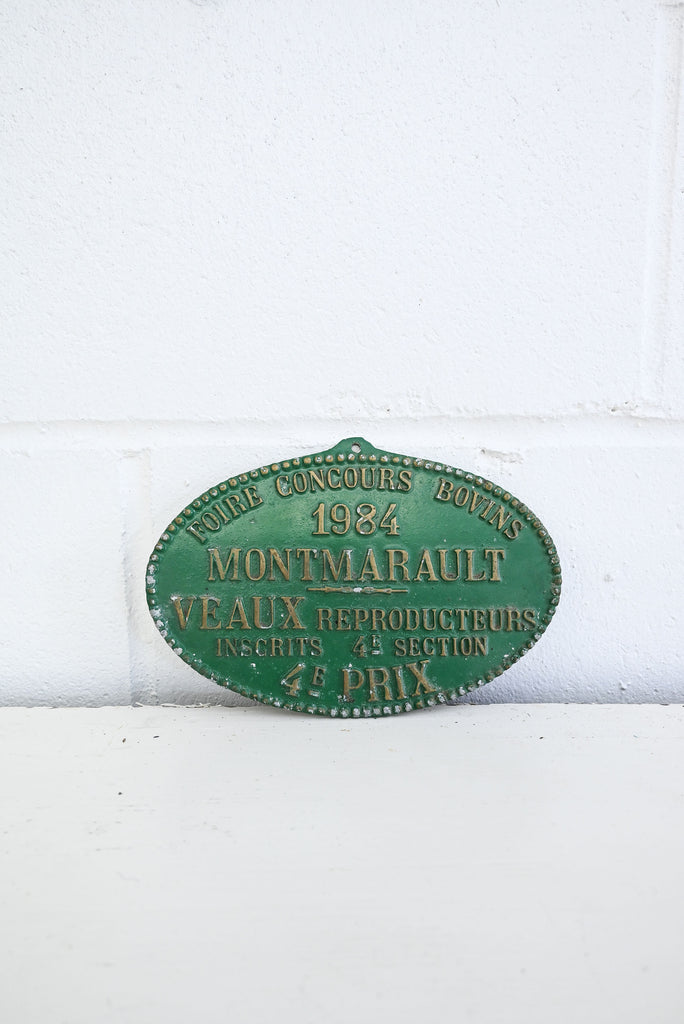 FOIRE CONCOURS BOVINS
1984
MONTMARAULT
VEAUX REPRODUCTEURS
INSCRITS 4E SECTION
4E PRIX